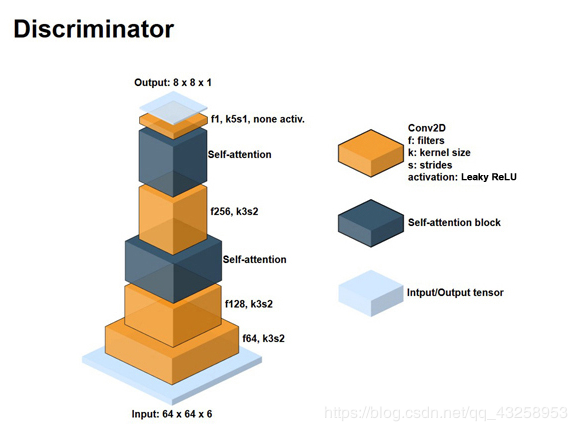 Discriminator
Output: 8 x 8 x 1
f1, k5s1, none activ.
Self-attention
f256, k3s2
Self-attention
f128, k3s2
f64, k3s2
Input: 64 x 64 x 6
Conv2D
f: filters
k: kernel size
s: strides
activation: Leaky ReLU
Self-attention block
Intput/Output tensor
https://blog.csdn.net/qq_43258953